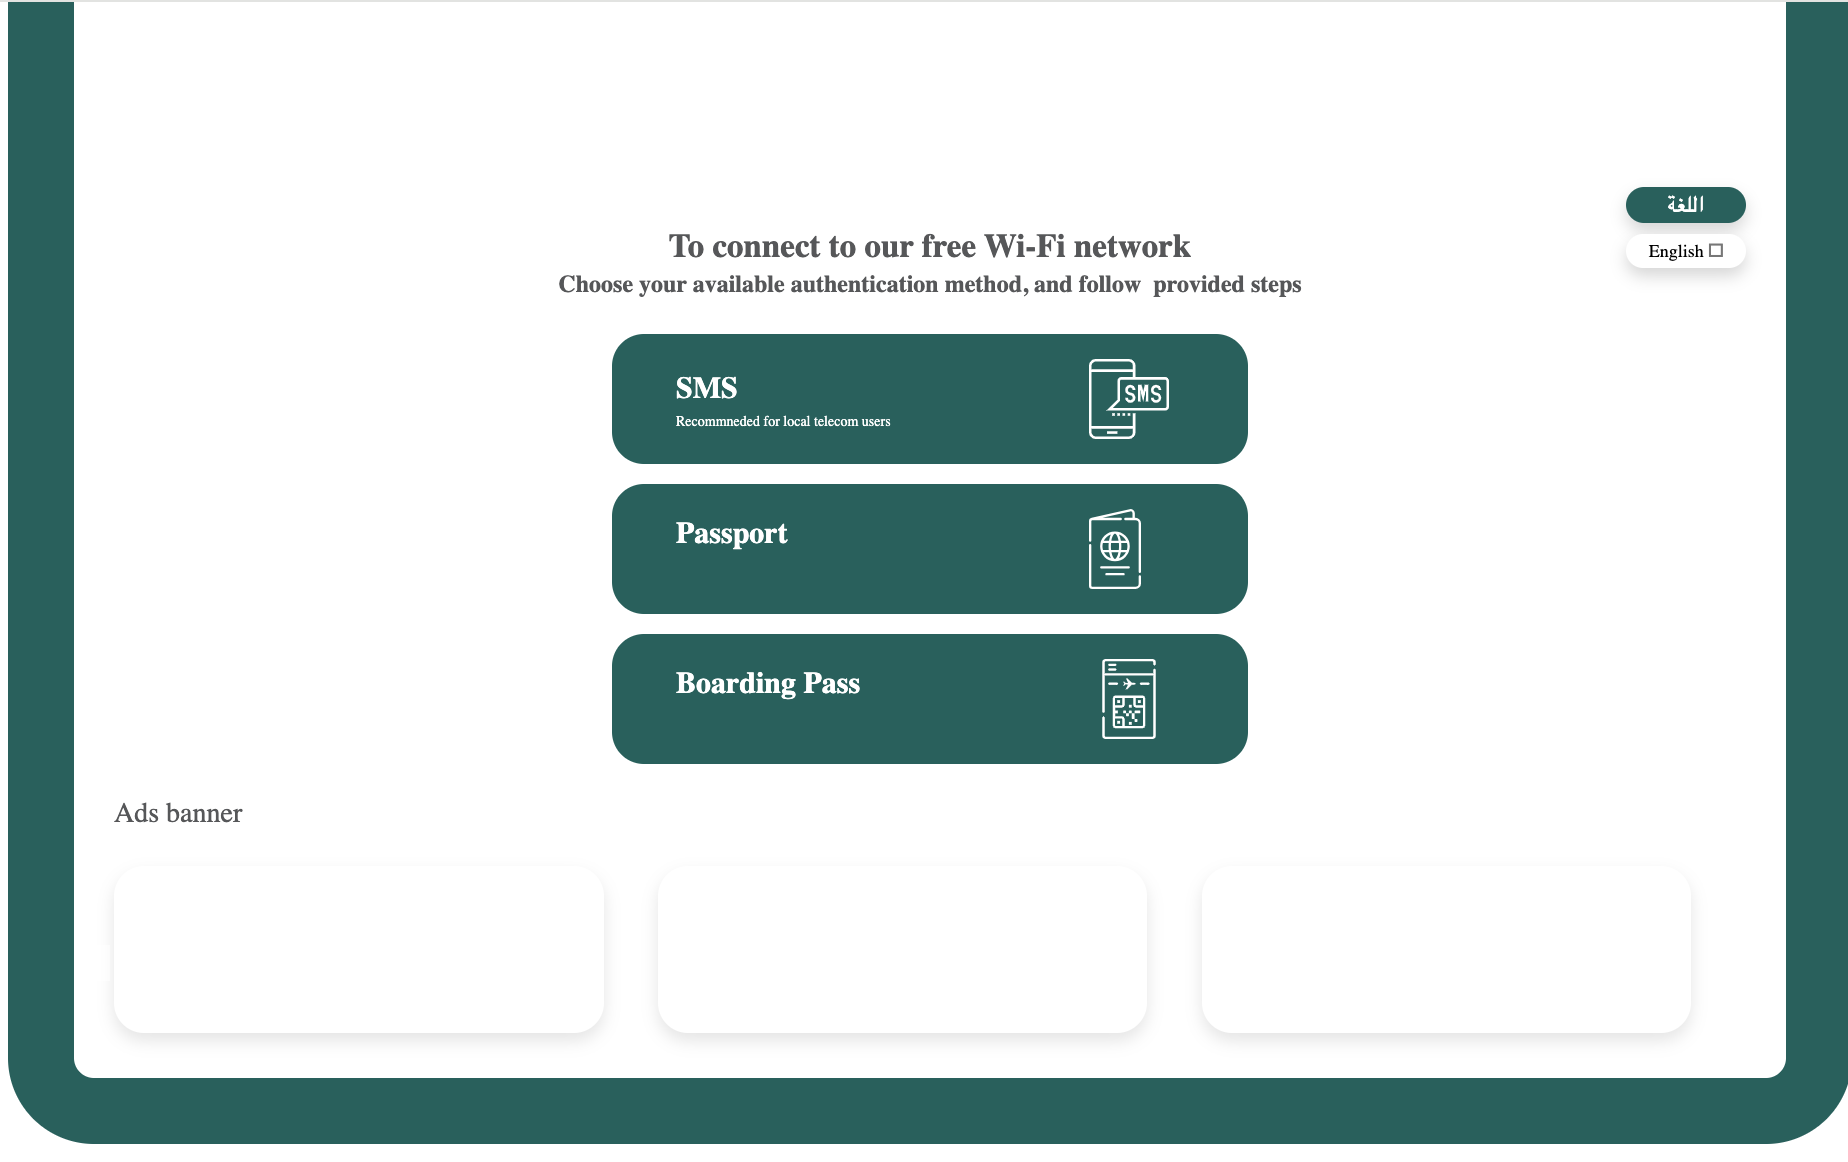 اللغة
English
To connect to our free Wi-Fi network
Choose your available authentication method, and follow  provided steps
SMS
Recommneded for local telecom users
SMS
Passport
Boarding Pass
Ads banner